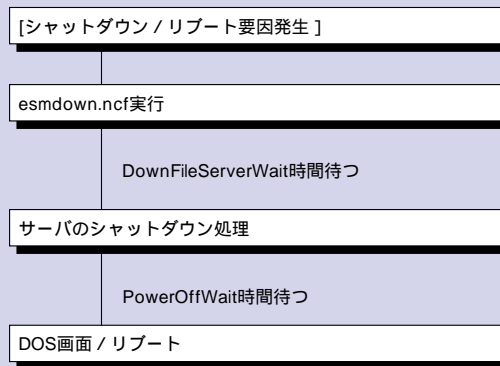 [シャットダウン / リブート要因発生 ]
esmdown.ncf実行
DownFileServerWait時間待つ
サーバのシャットダウン処理
PowerOffWait時間待つ
DOS画面 / リブート